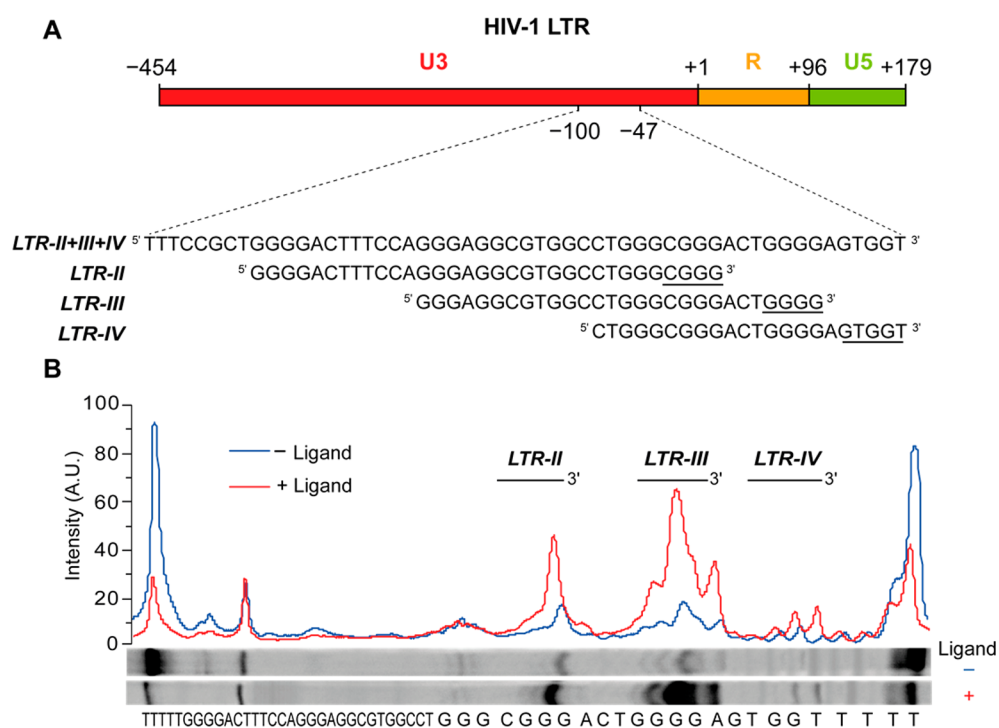 A
HIV-1 LTR
−454 U3 +1 R +96 U5 +179
−100 −47
LTR-II+III+IV 5' TTTCCGCTGGGGACTTTCCAGGGAGGCGTGGCCTGGGCGGGACTGGGGAGTGGT 3'
LTR-II 5' GGGGACTTTCCAGGGAGGCGTGGCCTGGGCGGG 3'
LTR-III 5' GGGAGGCGTGGCCTGGGCGGGACTGGGG 3'
LTR-IV 5' CTGGGCGGGACTGGGGAGTGGT 3'
B
Intensity (A.U.)
100
80
60
40
20
0
− Ligand
+ Ligand
LTR-II 3'
LTR-III 3'
LTR-IV 3'
Ligand
−
+
TTTTTGGGGACTTTCCAGGGAGGCGTGGCCTGGGCGGGACTGGGGAGTGGTTTTT